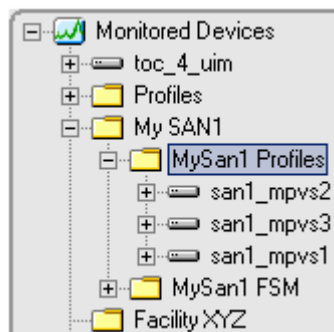 Monitored Devices
toc_4_uim
Profiles
My SAN1
MySan1 Profiles
san1_mpvs2
san1_mpvs3
san1_mpvs1
MySan1 FSM
Facility XYZ